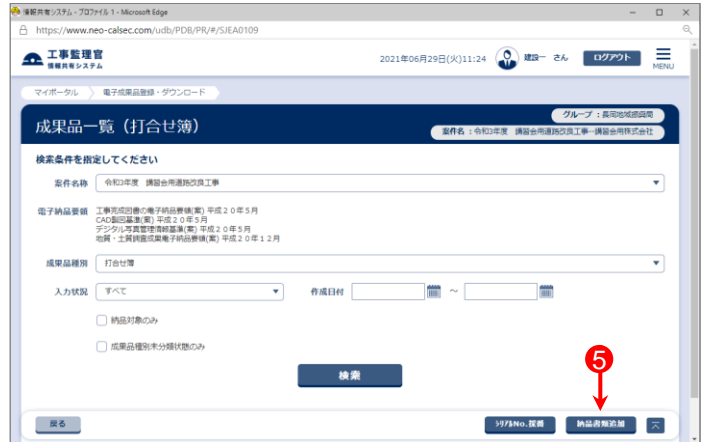 情報共有システム - プロファイル 1 - Microsoft Edge
https://www.neo-calsec.com/udb/PDB/PR/#/SJEA0109
工事監理官
情報共有システム
2021年06月29日(火)11:24
建設一 さん
ログアウト
MENU
マイポータル
電子成果品登録・ダウンロード
成果品一覧（打合せ簿）
グループ：長岡地域振興局
案件名：令和3年度 講習会用道路改良工事--講習会用株式会社
検索条件を指定してください
案件名称
令和3年度 講習会用道路改良工事
電子納品要領
工事完成図書の電子納品要領(案) 平成２０年５月
CAD製図基準(案) 平成２０年５月
デジタル写真管理情報基準(案) 平成２０年５月
地質・土質調査成果電子納品要領(案) 平成２０年１２月
成果品種別
打合せ簿
入力状況
すべて
作成日付
～
納品対象のみ
成果品種別未分類状態のみ
検索
5
戻る
ｼﾘｱﾙNo.採番
納品書類追加